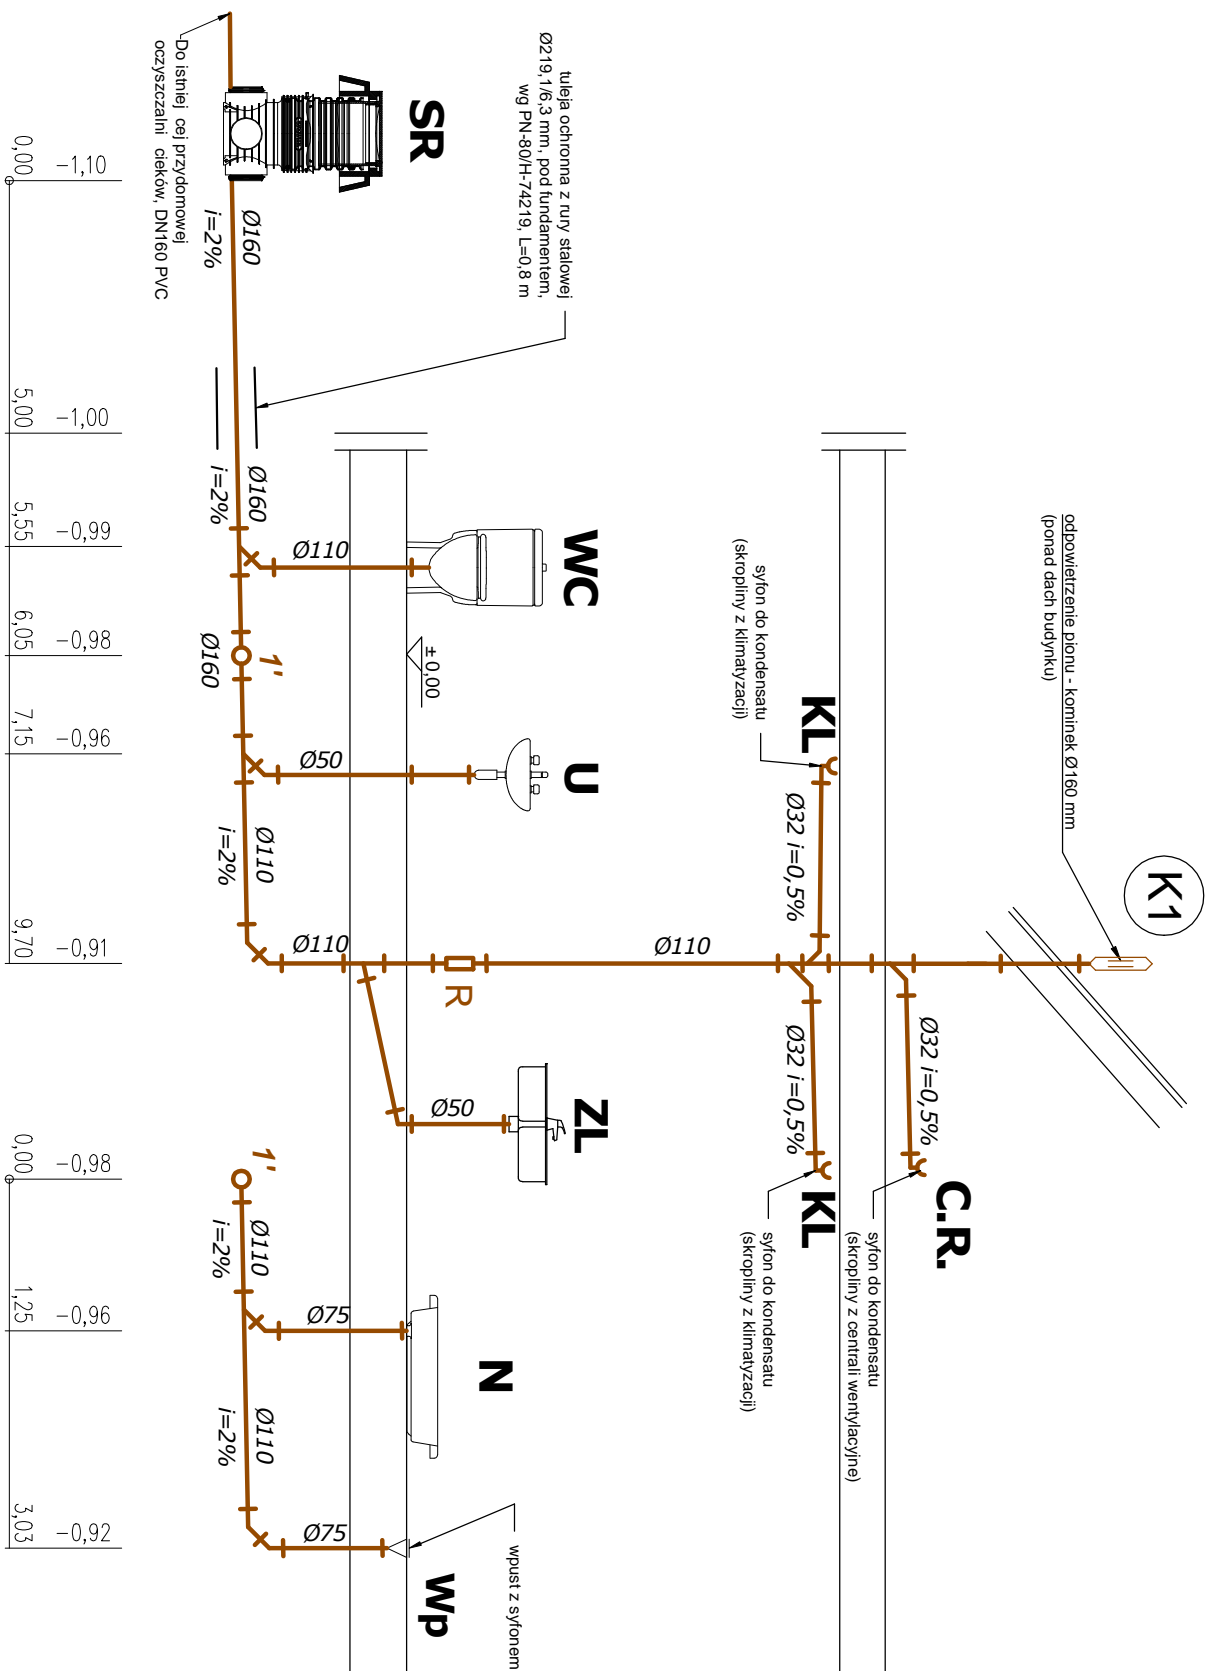 K1
odpowietrzenie pionu - kominek Ø160 mm
(ponad dach budynku)
C.R.
Ø32 i=0,5%
syfon do kondensatu
(skropliny z centrali wentylacyjne)
KL
Ø32 i=0,5%
syfon do kondensatu
(skropliny z klimatyzacji)
KL
Ø32 i=0,5%
syfon do kondensatu
(skropliny z klimatyzacji)
Ø110
SR
tuleja ochronna z rury stalowej
Ø219,1/6,3 mm, pod fundamentem,
wg PN-80/H-74219, L=0,8 m
WC
U
ZL
N
Wp
wpust z syfonem
±0,00
R
Ø110
Ø50
Ø110
Ø50
Ø75
Ø75
Ø160
i=2%
Ø160
i=2%
1'
Ø160
Ø110
i=2%
1'
Ø110
i=2%
Ø110
i=2%
Do istniej cej przydomowej
oczyszczalni cieków, DN160 PVC
-1,10
-1,00
-0,99
-0,98
-0,96
-0,91
-0,98
-0,96
-0,92
0,00
5,00
5,55
6,05
7,15
9,70
0,00
1,25
3,03